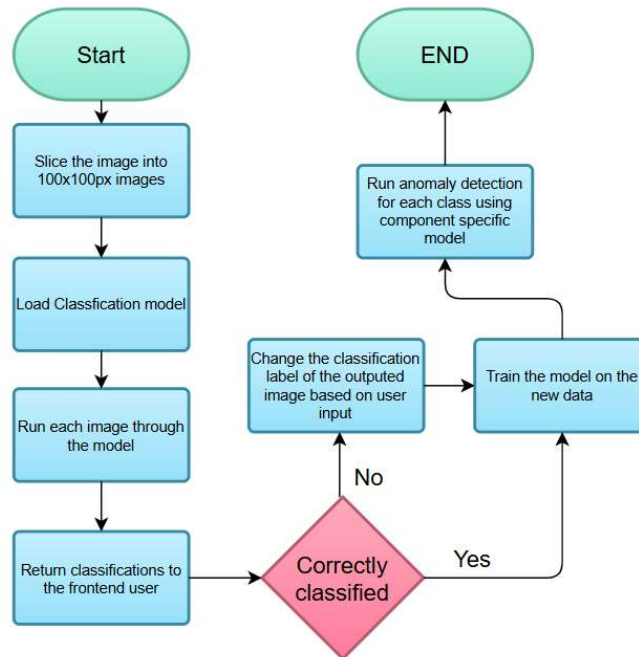 Start
Slice the image into
100x100px images
Load Classfication model
Run each image through
the model
Return classifications to
the frontend user
Correctly
classified
No
Yes
Change the classification
label of the outputed
image based on user
input
Train the model on the
new data
Run anomaly detection
for each class using
component specific
model
END